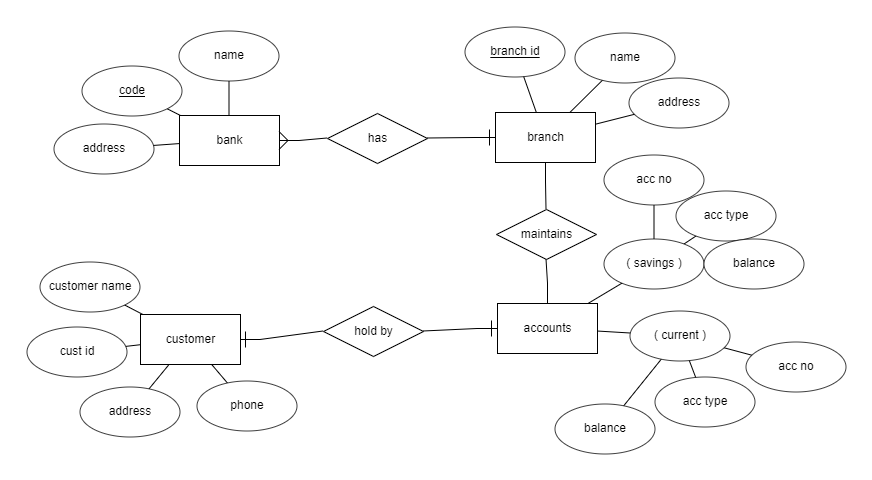 name
branch id
name
code
address
bank
has
branch
address
acc no
acc type
maintains
( savings )
balance
customer name
customer
hold by
accounts
( current )
cust id
acc no
address
phone
acc type
balance